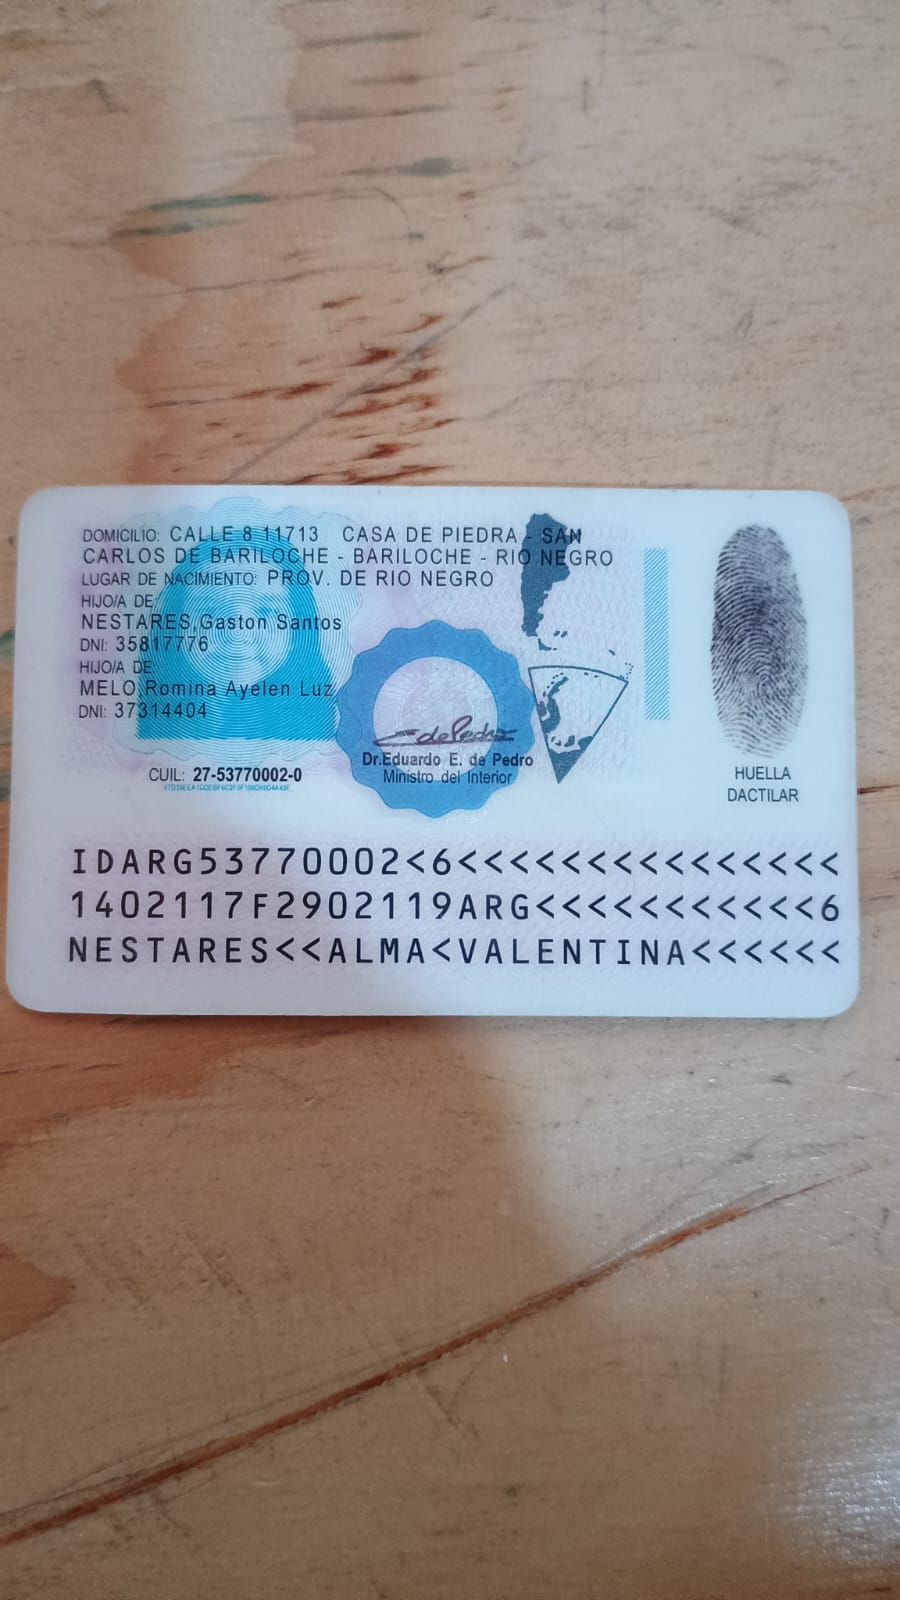 DOMICILIO: CALLE 8 11713 CASA DE PIEDRA - SAN
CARLOS DE BARILOCHE - BARILOCHE - RIO NEGRO
LUGAR DE NACIMIENTO: PROV. DE RIO NEGRO
HIJO/A DE:
NESTARES,Gaston Santos
DNI: 35817776
HIJO/A DE:
MELO,Romina Ayelen Luz
DNI: 37314404
CUIL: 27-53770002-0
Dr.Eduardo E. de Pedro
Ministro del Interior
HUELLA
DACTILAR
IDARG53770002<6<<<<<<<<<<<<<<<
1402117F2902119ARG<<<<<<<<<<<6
NESTARES<<ALMA<VALENTINA<<<<<<